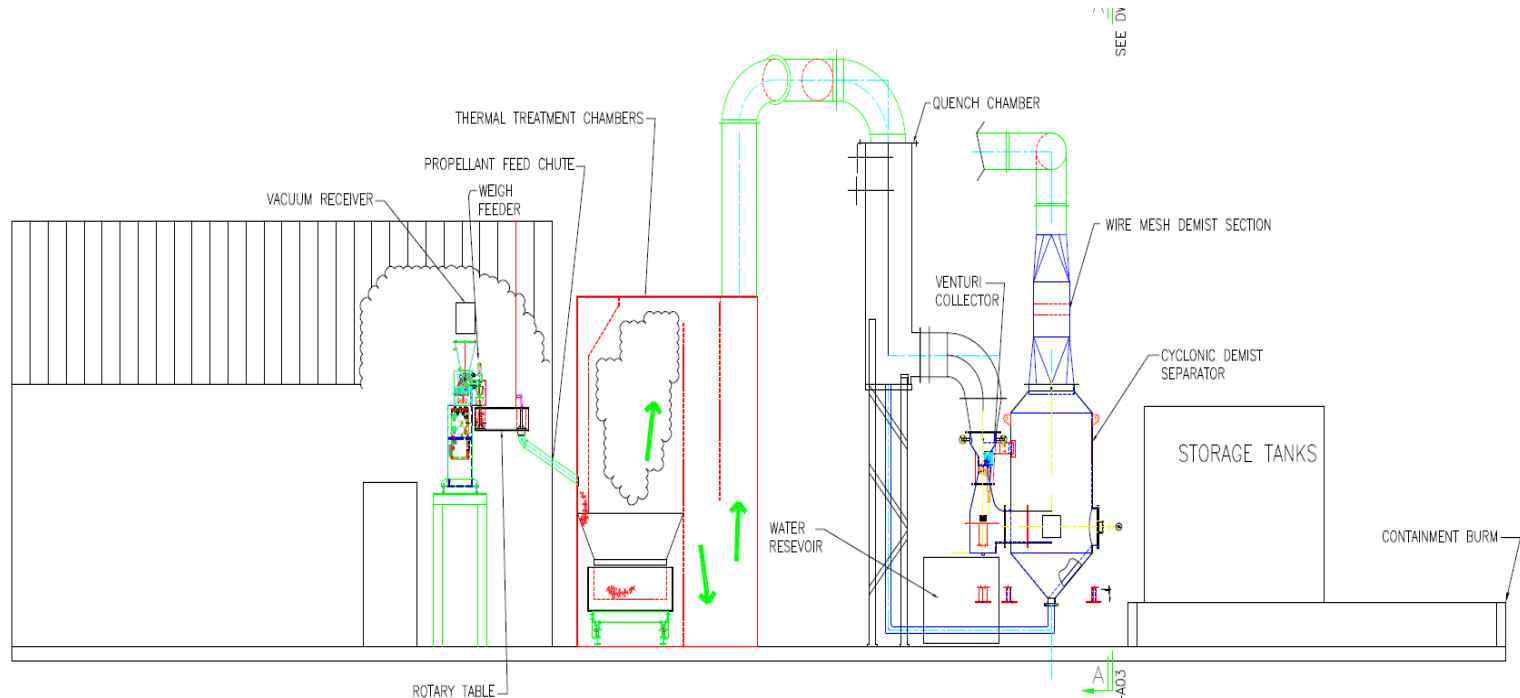 SEE DW
QUENCH CHAMBER
THERMAL TREATMENT CHAMBERS
PROPELLANT FEED CHUTE
WEIGH
FEEDER
VACUUM RECEIVER
WIRE MESH DEMIST SECTION
VENTURI
COLLECTOR
CYCLONIC DEMIST
SEPARATOR
STORAGE TANKS
WATER
RESEVOIR
CONTAINMENT BURM
A
-A03
ROTARY TABLE